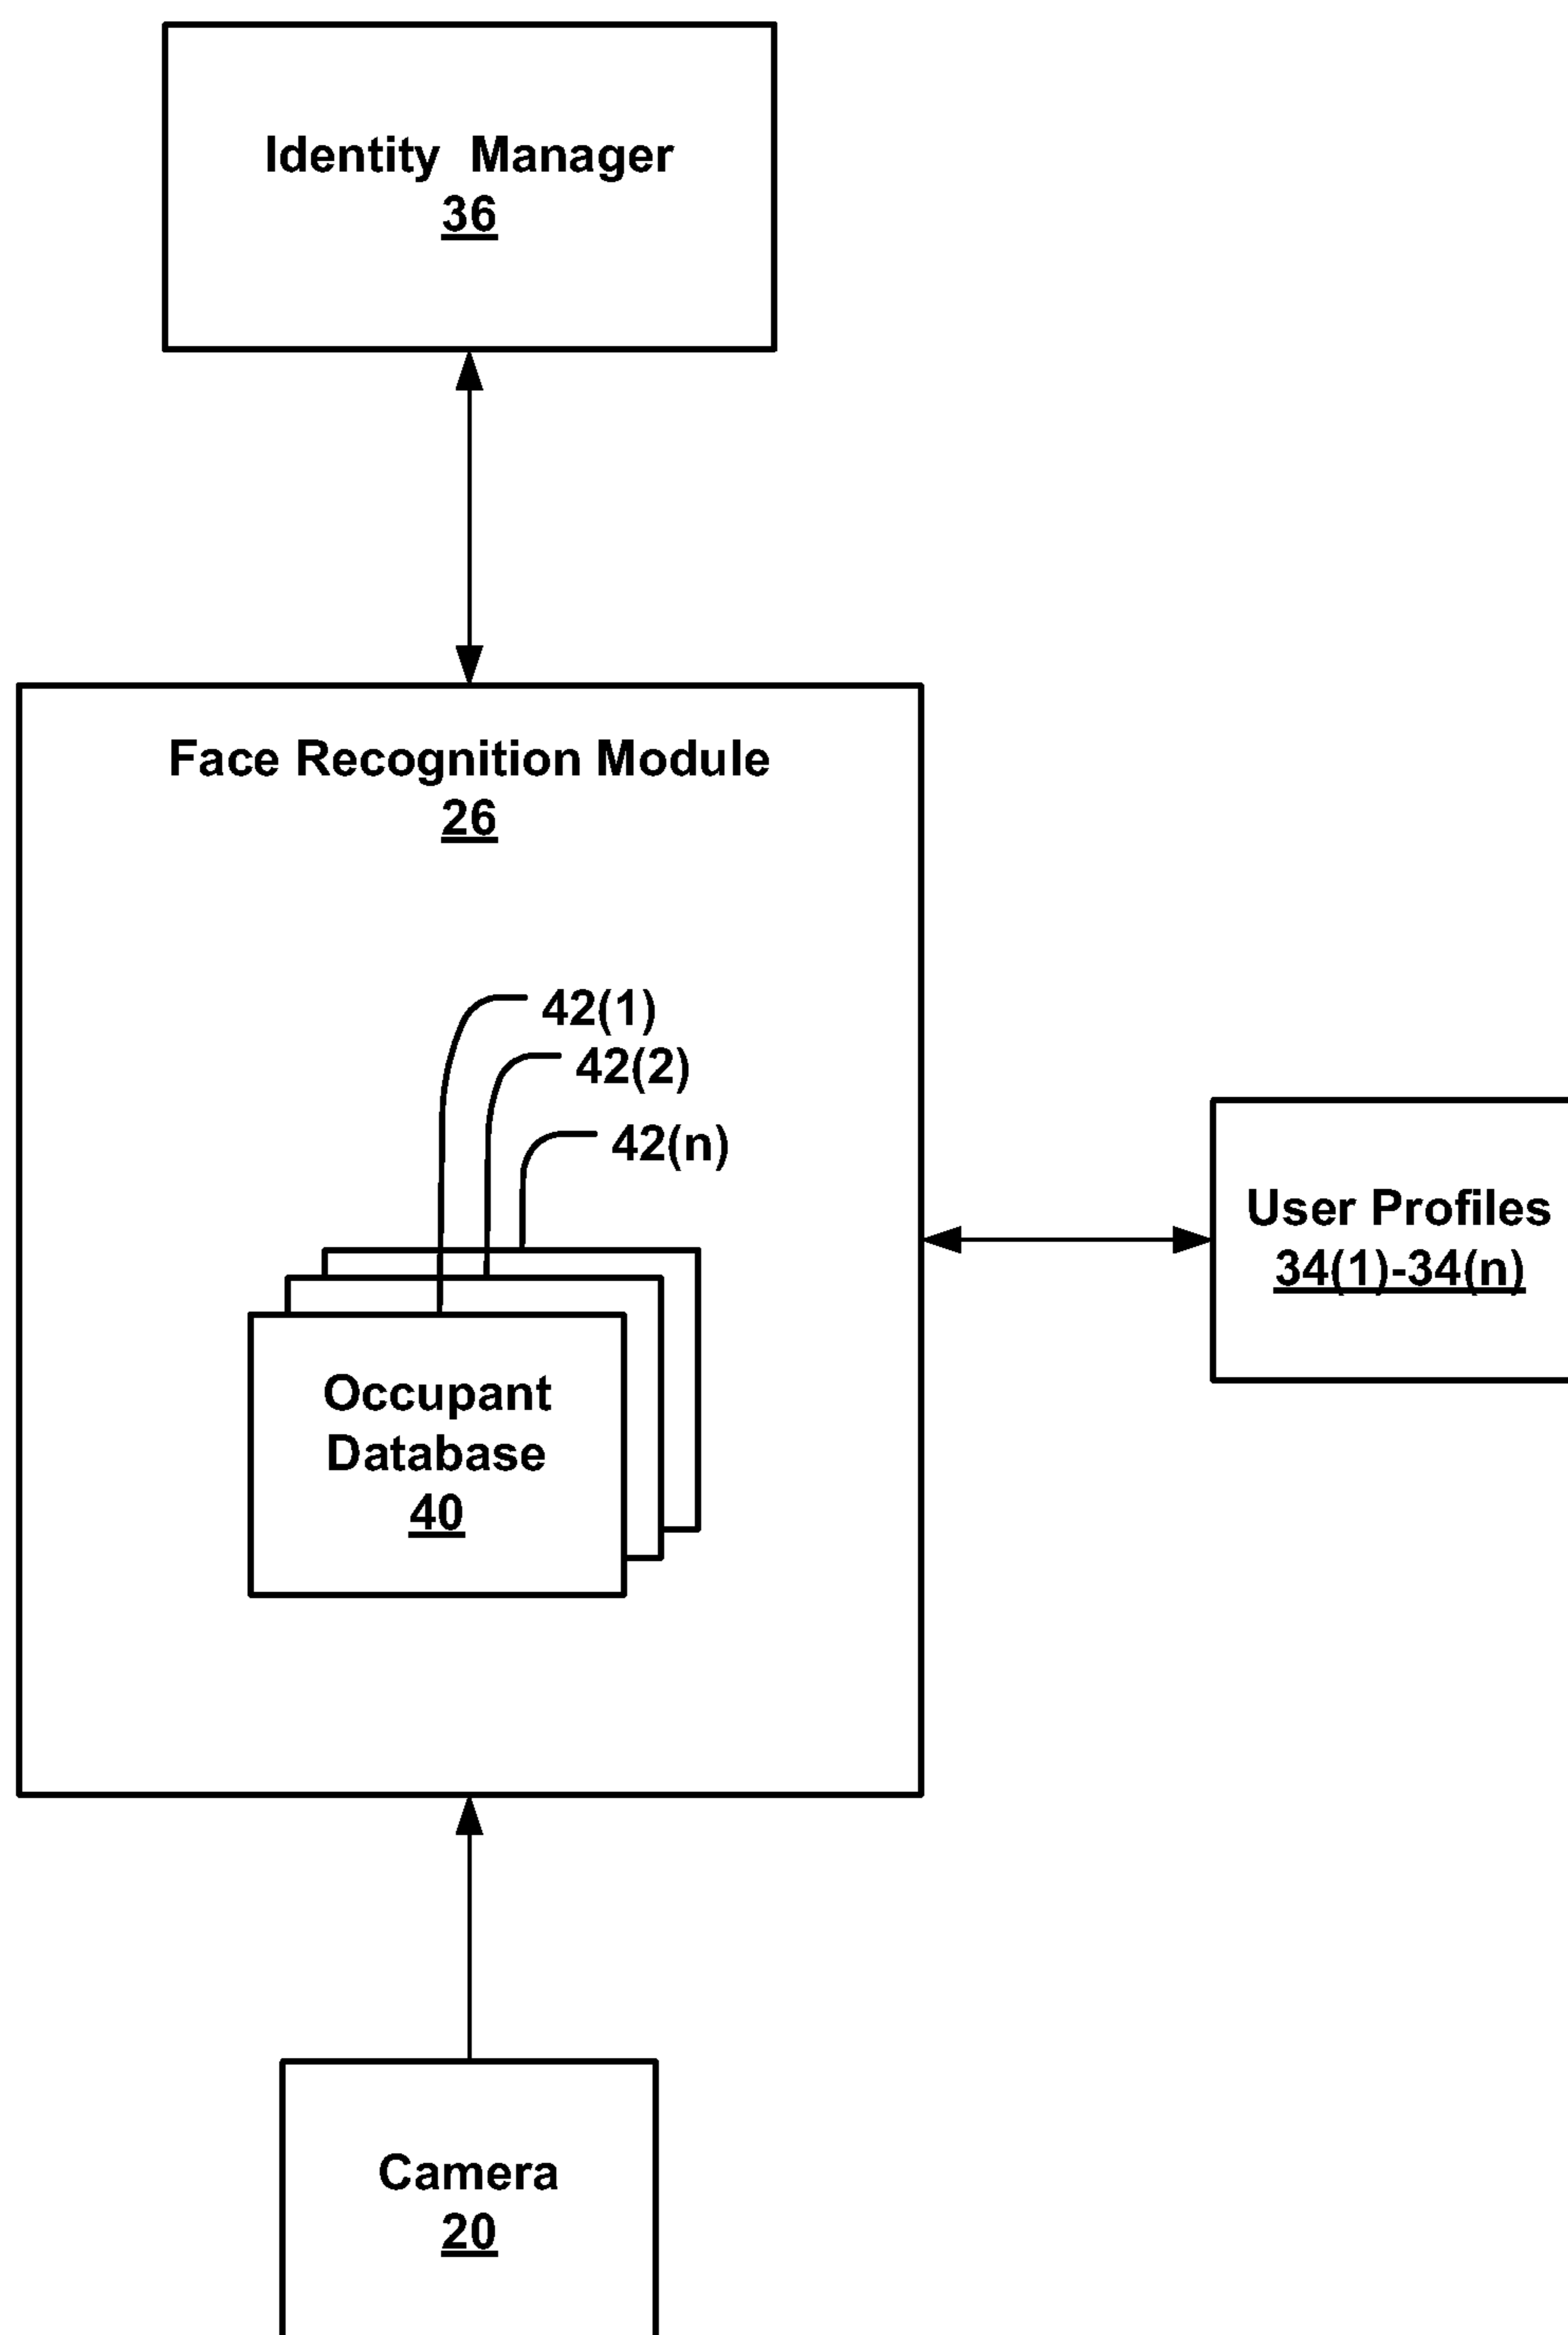 Identity Manager
36
Face Recognition Module
26
42(1)
42(2)
42(n)
User Profiles
34(1)-34(n)
Occupant
Database
40
Camera
20